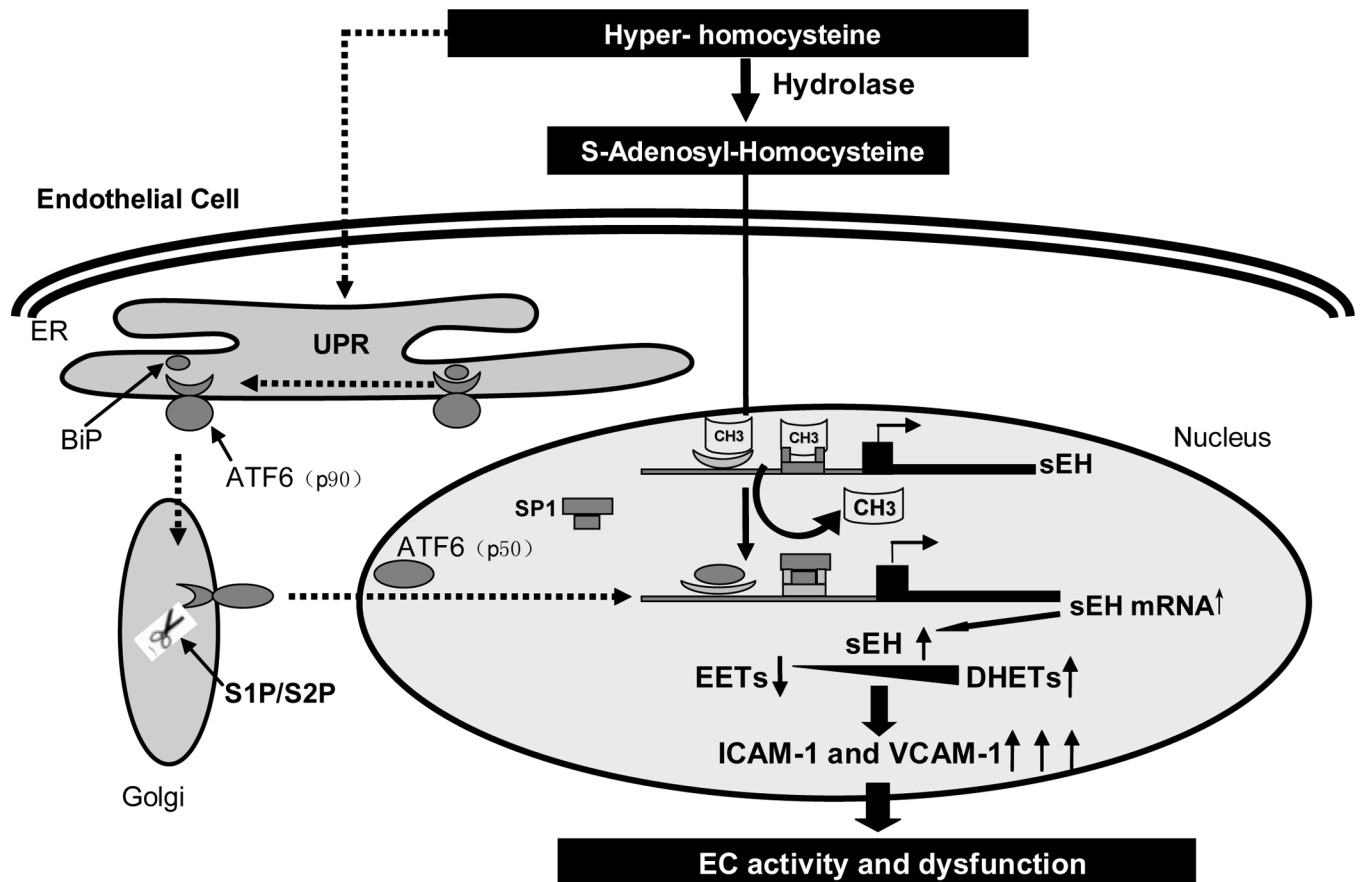 Hyper- homocysteine
Hydrolase
S-Adenosyl-Homocysteine
Endothelial Cell
ER
UPR
BiP
ATF6（p90）
Nucleus
CH3
CH3
sEH
CH3
SP1
ATF6（p50）
sEH mRNA↑
sEH ↑
EETs↓
DHETs↑
S1P/S2P
ICAM-1 and VCAM-1↑ ↑ ↑
Golgi
EC activity and dysfunction